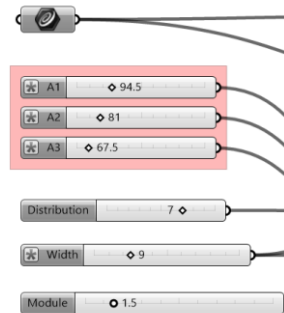 A1 94.5
A2 81
A3 67.5
Distribution 7
Width 9
Module 1.5